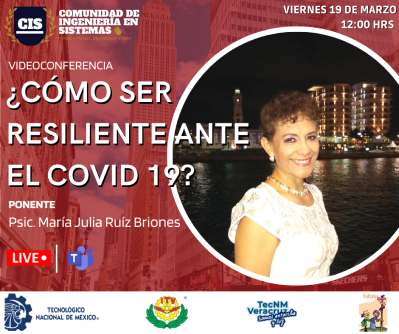 CIS
COMUNIDAD DE
INGENIERÍA EN
SISTEMAS
VIERNES 19 DE MARZO
12:00 HRS
VIDEOCONFERENCIA
¿CÓMO SER
RESILIENTE ANTE
EL COVID 19?
PONENTE
Psic. María Julia Ruíz Briones
LIVE
T
TECNOLÓGICO
NACIONAL DE MÉXICO
ITV
TecNM
Veracruz